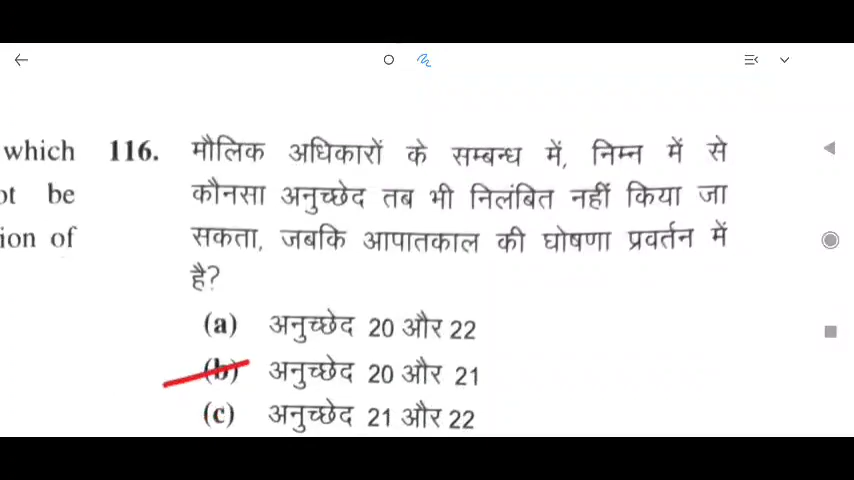 which 116. मौलिक अधिकारों के सम्बन्ध में, निम्न में से
be कौनसा अनुच्छेद तब भी निलंबित नहीं किया जा
ion of सकता, जबकि आपातकाल की घोषणा प्रवर्तन में
है?
(a) अनुच्छेद 20 और 22
(b) अनुच्छेद 20 और 21
(c) अनुच्छेद 21 और 22